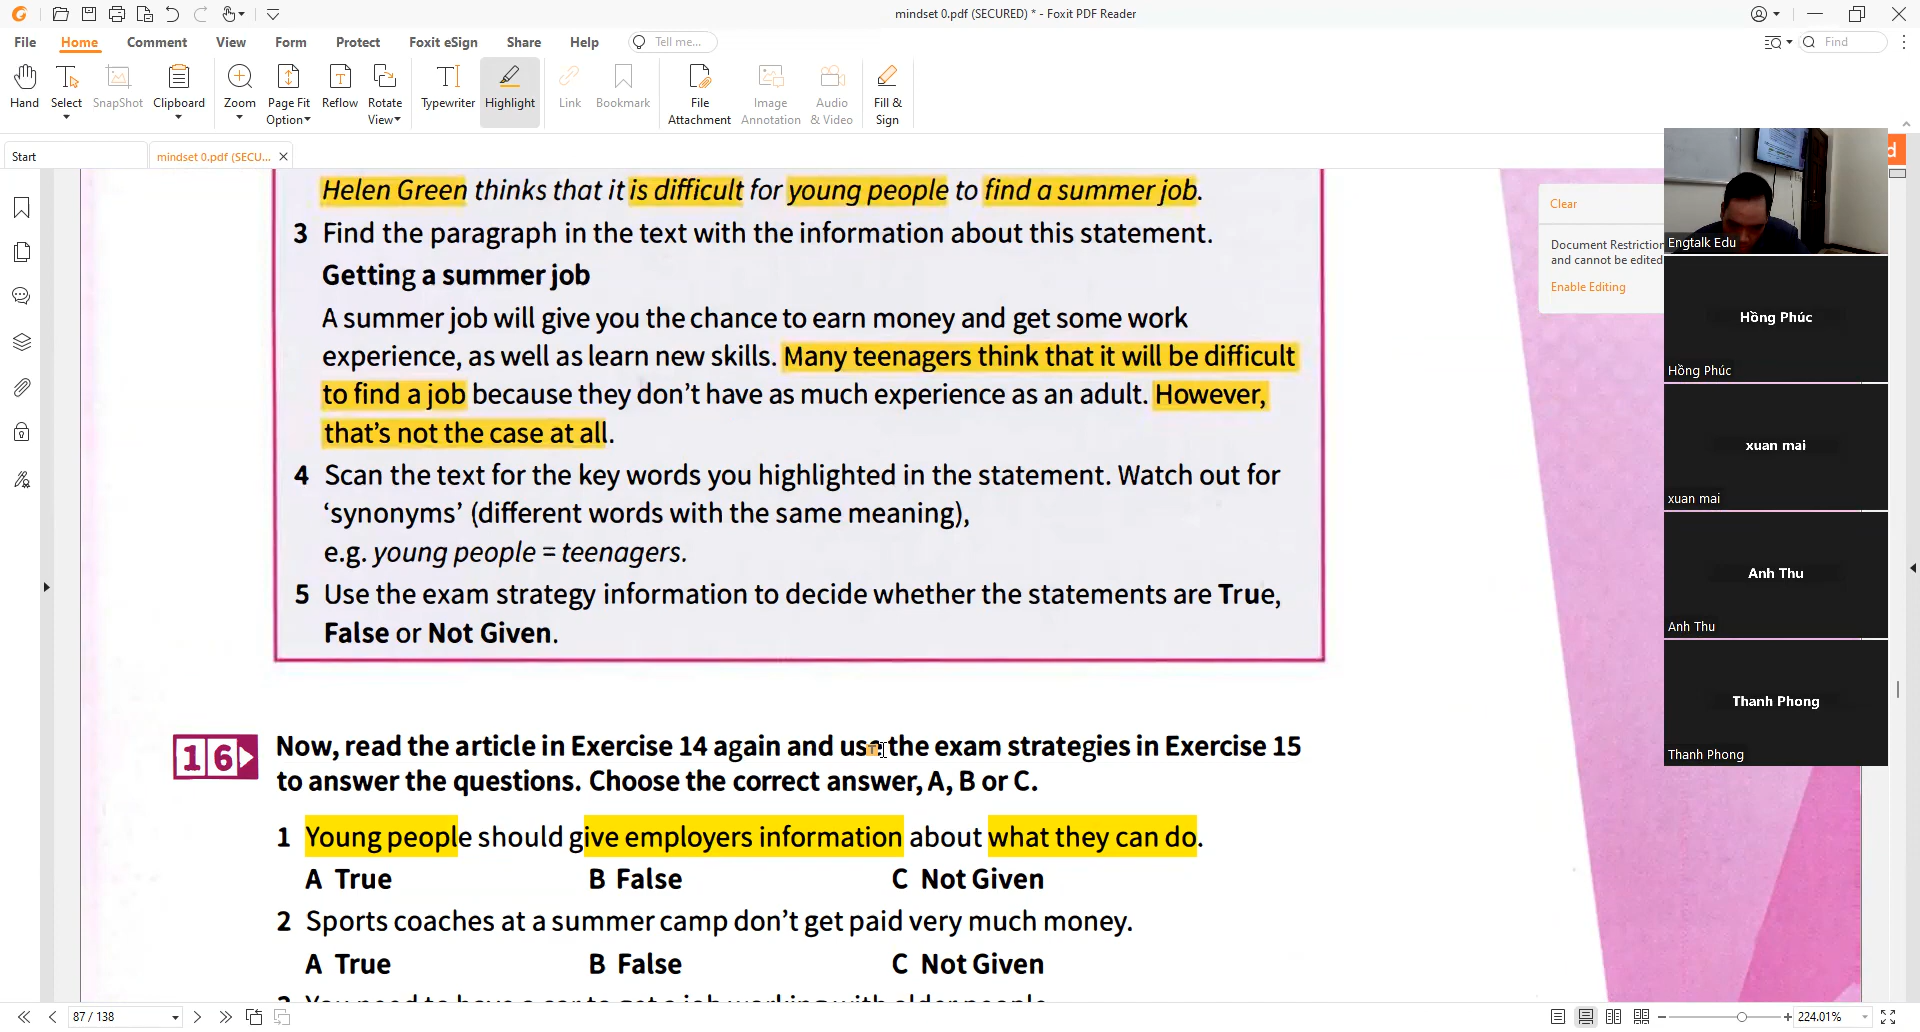 mindset 0.pdf (SECURED) * - Foxit PDF Reader
File Home Comment View Form Protect Foxit eSign Share Help Tell me... Find
Hand Select SnapShot Clipboard Zoom Page Fit Option Reflow Rotate View Typewriter Highlight Link Bookmark File Attachment Image Annotation Audio & Video Fill & Sign
Start mindset 0.pdf (SECU...
Helen Green thinks that it is difficult for young people to find a summer job.
3 Find the paragraph in the text with the information about this statement.
Getting a summer job
A summer job will give you the chance to earn money and get some work
experience, as well as learn new skills. Many teenagers think that it will be difficult
to find a job because they don't have as much experience as an adult. However,
that's not the case at all.
4 Scan the text for the key words you highlighted in the statement. Watch out for
'synonyms' (different words with the same meaning),
e.g. young people = teenagers.
5 Use the exam strategy information to decide whether the statements are True,
False or Not Given.
16 Now, read the article in Exercise 14 again and use the exam strategies in Exercise 15
to answer the questions. Choose the correct answer, A, B or C.
1 Young people should give employers information about what they can do.
A True B False C Not Given
2 Sports coaches at a summer camp don't get paid very much money.
A True B False C Not Given
Clear
Document Restriction
and cannot be edited
Enable Editing
Engtalk Edu
Hồng Phúc
Hồng Phúc
xuan mai
xuan mai
Anh Thu
Anh Thu
Thanh Phong
Thanh Phong
87 / 138
224.01%